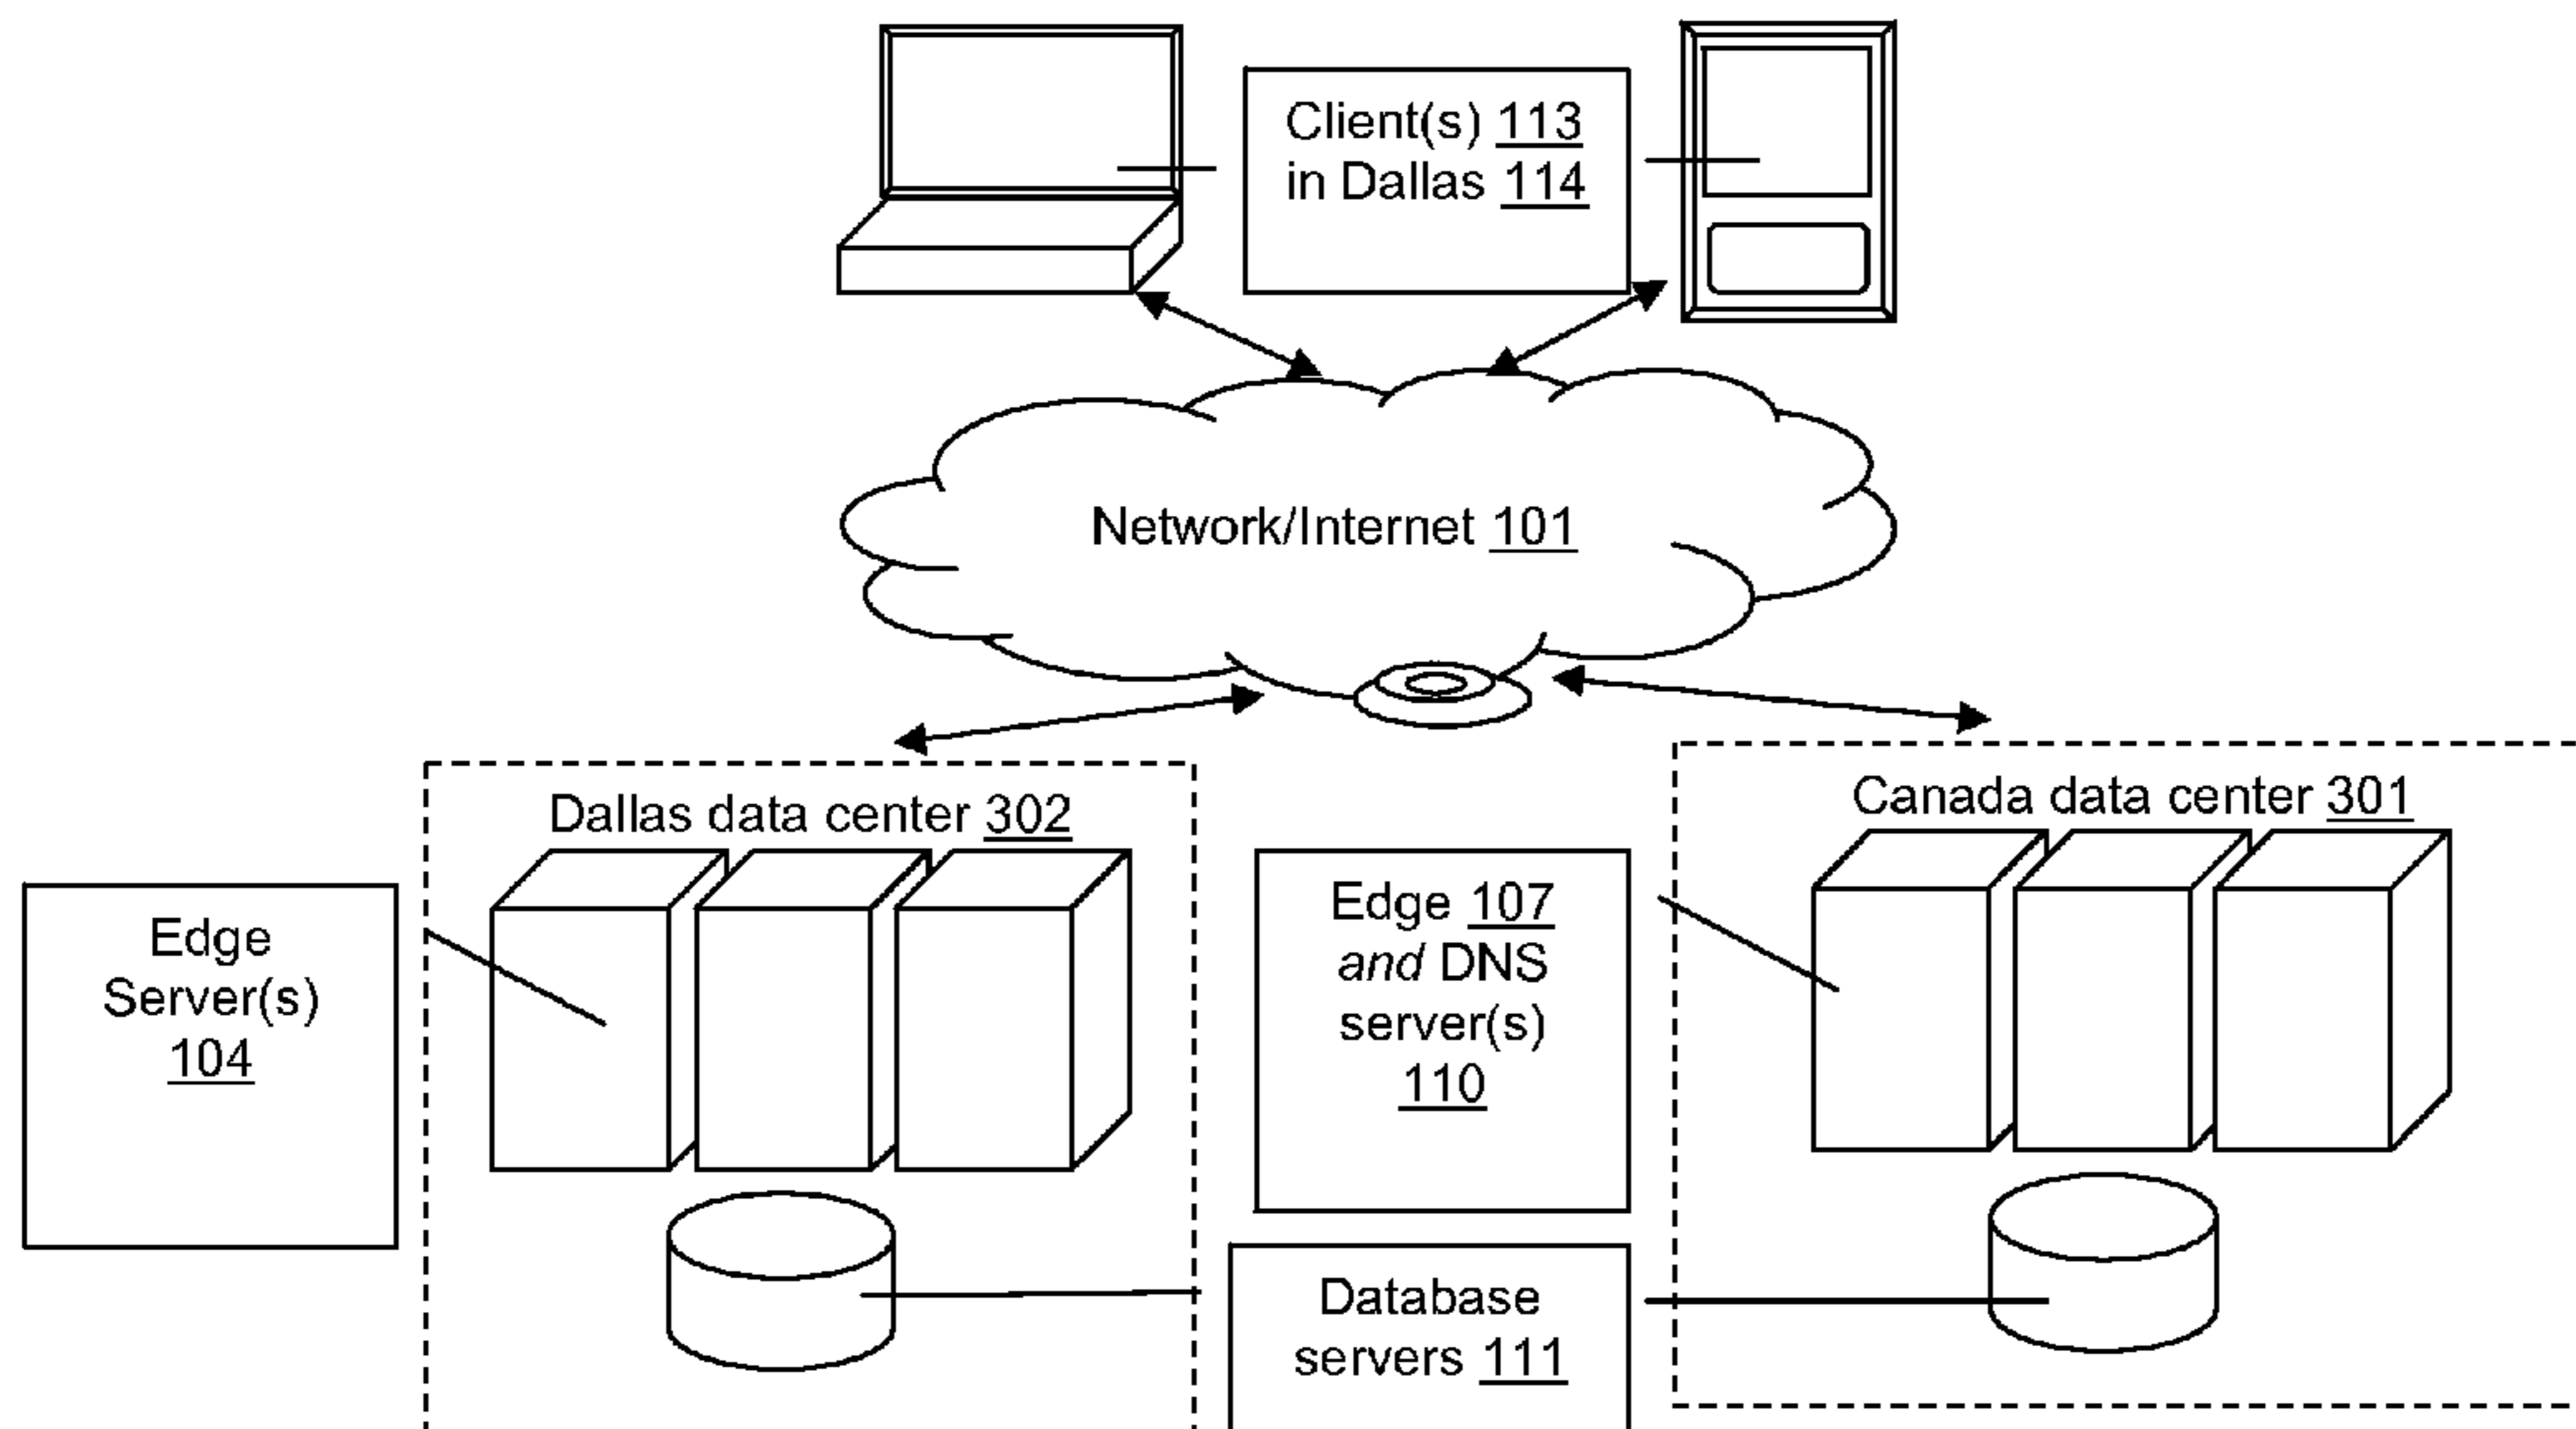 Client(s) 113
in Dallas 114
Network/Internet 101
Dallas data center 302
Canada data center 301
Edge
Server(s)
104
Edge 107
and DNS
server(s)
110
Database
servers 111